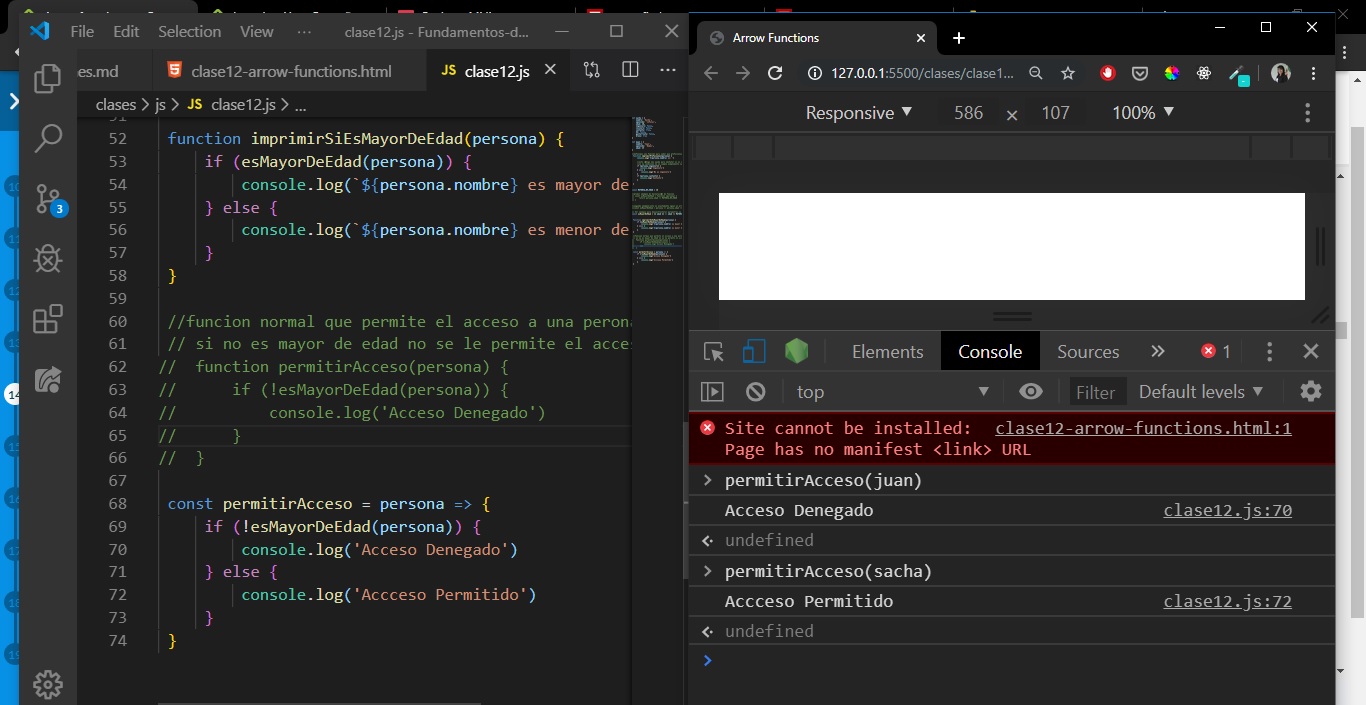 File Edit Selection View ··· clase12.js - Fundamentos-d...
es.md clase12-arrow-functions.html JS clase12.js ···
clases > js > JS clase12.js > ...
51
52 function imprimirSiEsMayorDeEdad(persona) {
53 if (esMayorDeEdad(persona)) {
54 console.log(`${persona.nombre} es mayor de
55 } else {
56 console.log(`${persona.nombre} es menor de
57 }
58 }
59
60 //funcion normal que permite el acceso a una perona
61 // si no es mayor de edad no se le permite el acces
62 // function permitirAcceso(persona) {
63 // if (!esMayorDeEdad(persona)) {
64 // console.log('Acceso Denegado')
65 // }
66 // }
67
68 const permitirAcceso = persona => {
69 if (!esMayorDeEdad(persona)) {
70 console.log('Acceso Denegado')
71 } else {
72 console.log('Accceso Permitido')
73 }
74 }
3
14
Arrow Functions
127.0.0.1:5500/clases/clase1...
Responsive ▼ 586 × 107 100% ▼
Elements Console Sources » 1
top ▼ Filter Default levels ▼
Site cannot be installed: clase12-arrow-functions.html:1
Page has no manifest <link> URL
> permitirAcceso(juan)
Acceso Denegado clase12.js:70
undefined
> permitirAcceso(sacha)
Accceso Permitido clase12.js:72
undefined
>